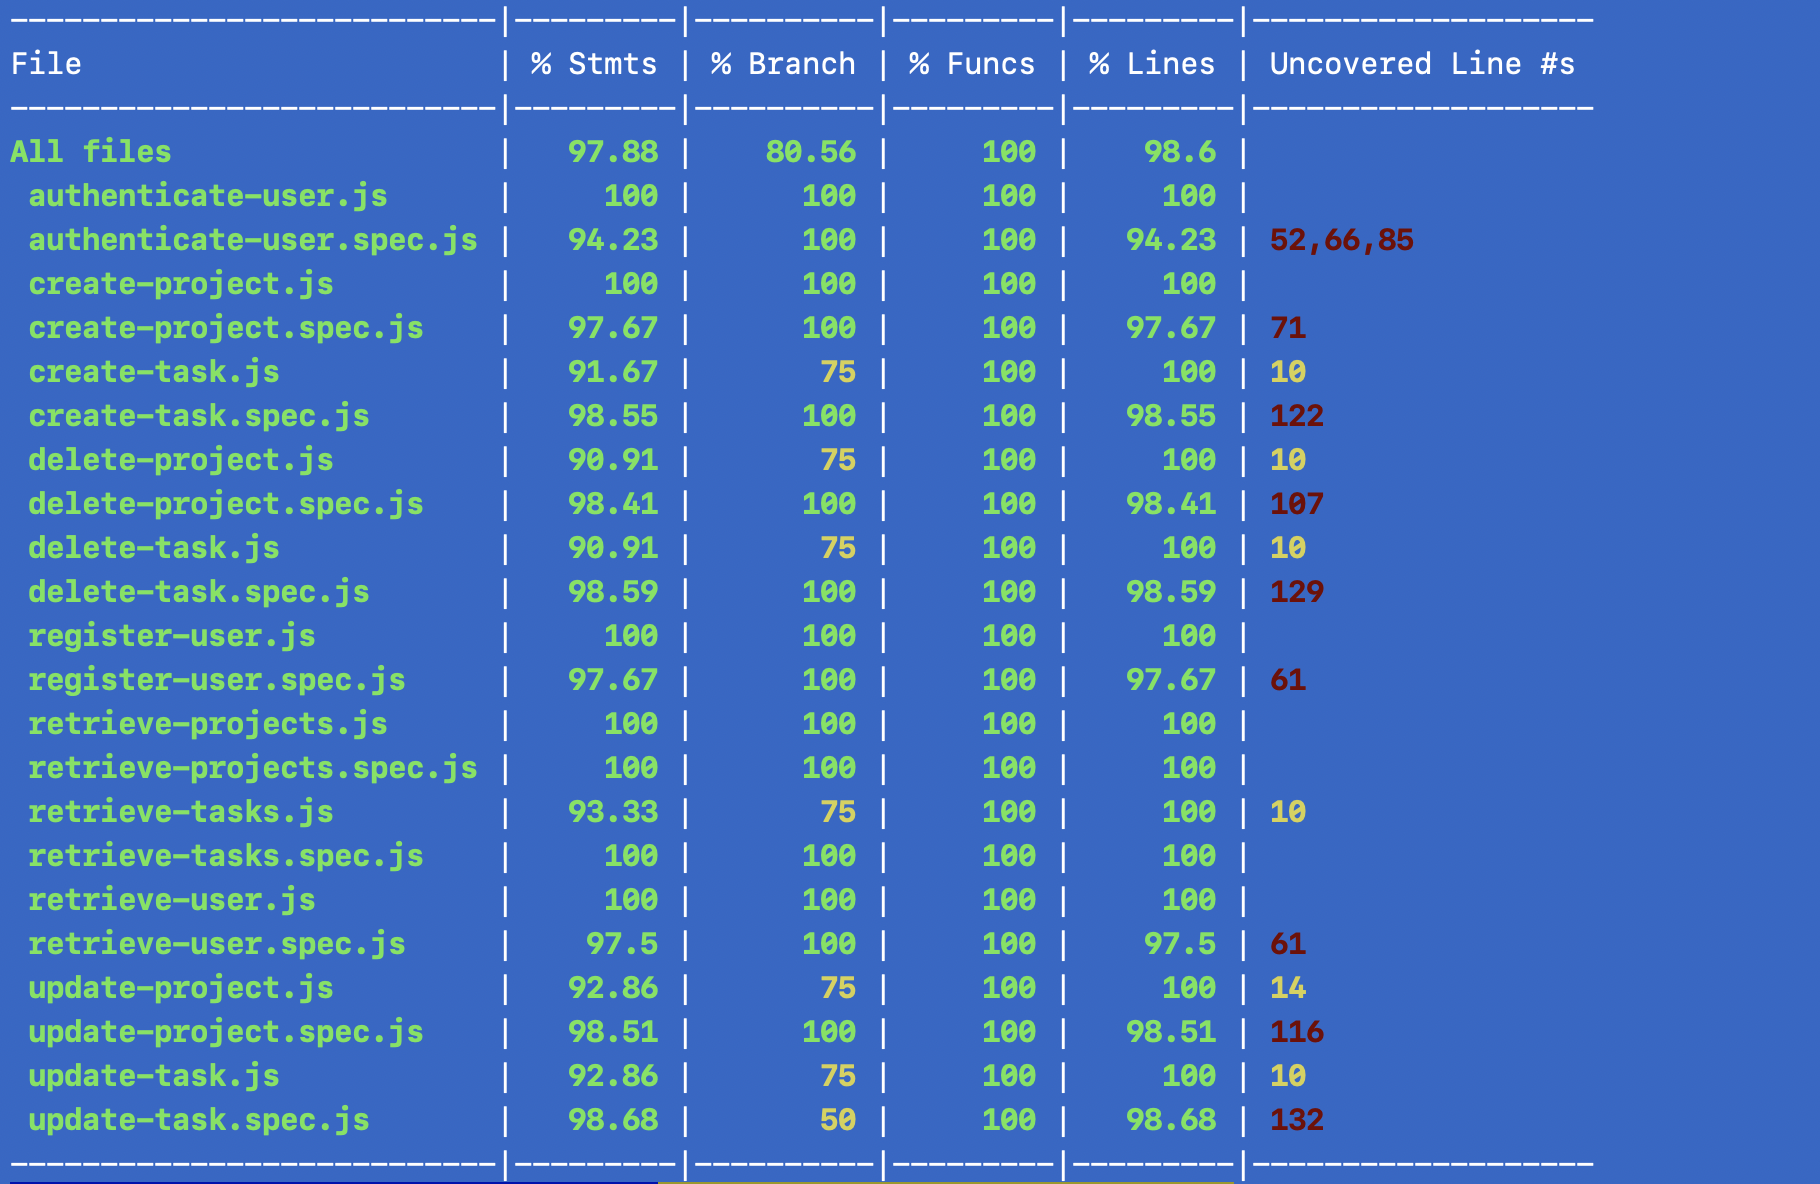 ---------------------------|---------|----------|---------|---------|-------------------
File                       | % Stmts | % Branch | % Funcs | % Lines | Uncovered Line #s
---------------------------|---------|----------|---------|---------|-------------------
All files                  |   97.88 |    80.56 |     100 |    98.6 |
 authenticate-user.js      |     100 |      100 |     100 |     100 |
 authenticate-user.spec.js |   94.23 |      100 |     100 |   94.23 | 52,66,85
 create-project.js         |     100 |      100 |     100 |     100 |
 create-project.spec.js    |   97.67 |      100 |     100 |   97.67 | 71
 create-task.js            |   91.67 |       75 |     100 |     100 | 10
 create-task.spec.js       |   98.55 |      100 |     100 |   98.55 | 122
 delete-project.js         |   90.91 |       75 |     100 |     100 | 10
 delete-project.spec.js    |   98.41 |      100 |     100 |   98.41 | 107
 delete-task.js            |   90.91 |       75 |     100 |     100 | 10
 delete-task.spec.js       |   98.59 |      100 |     100 |   98.59 | 129
 register-user.js          |     100 |      100 |     100 |     100 |
 register-user.spec.js     |   97.67 |      100 |     100 |   97.67 | 61
 retrieve-projects.js      |     100 |      100 |     100 |     100 |
 retrieve-projects.spec.js |     100 |      100 |     100 |     100 |
 retrieve-tasks.js         |   93.33 |       75 |     100 |     100 | 10
 retrieve-tasks.spec.js    |     100 |      100 |     100 |     100 |
 retrieve-user.js          |     100 |      100 |     100 |     100 |
 retrieve-user.spec.js     |    97.5 |      100 |     100 |    97.5 | 61
 update-project.js         |   92.86 |       75 |     100 |     100 | 14
 update-project.spec.js    |   98.51 |      100 |     100 |   98.51 | 116
 update-task.js            |   92.86 |       75 |     100 |     100 | 10
 update-task.spec.js       |   98.68 |       50 |     100 |   98.68 | 132
---------------------------|---------|----------|---------|---------|-------------------